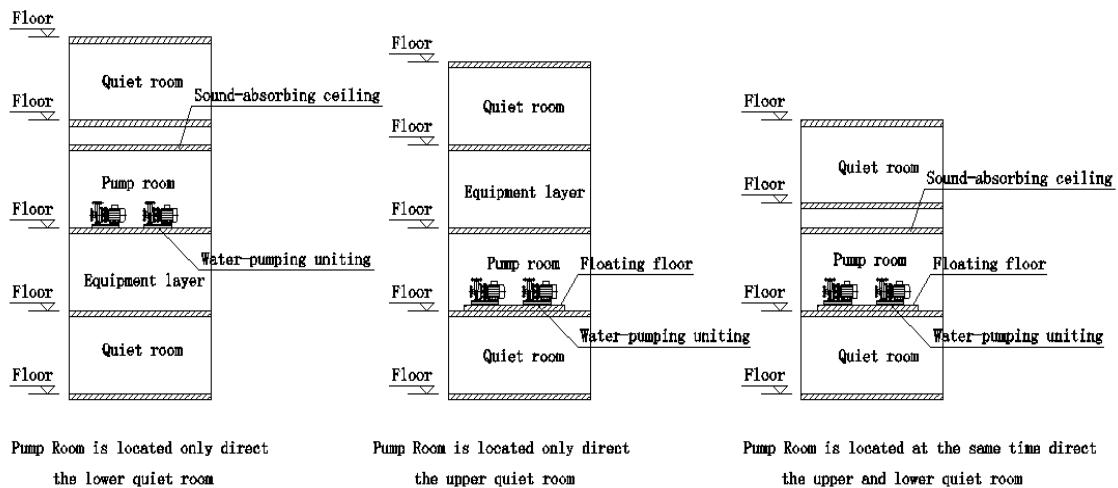 Floor
Quiet room
Floor
Sound-absorbing ceiling
Pump room
Floor
Water-pumping uniting
Equipment layer
Floor
Quiet room
Floor
Pump Room is located only direct
the lower quiet room
Floor
Quiet room
Floor
Equipment layer
Floor
Pump room
Floating floor
Floor
Water-pumping uniting
Quiet room
Floor
Pump Room is located only direct
the upper quiet room
Floor
Quiet room
Sound-absorbing ceiling
Floor
Floor
Pump room
Floating floor
Floor
Water-pumping uniting
Quiet room
Floor
Pump Room is located at the same time direct
the upper and lower quiet room